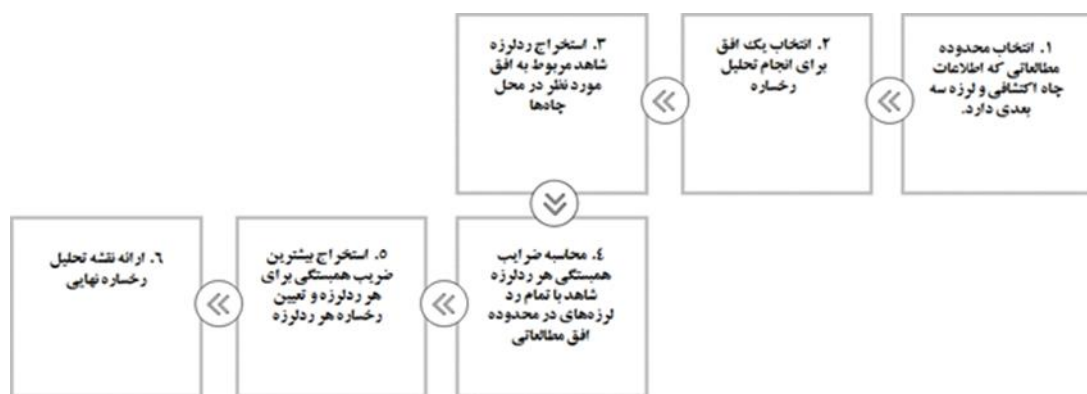 ۱. انتخاب محدوده
مطالعاتی که اطلاعات
چاه اکتشافی و لرزه سه
بعدی دارد.
۲. انتخاب یک افق
برای انجام تحلیل
رخساره
۳. استخراج ردلرزه
شاهد مربوط به افق
مورد نظر در محل
چاه‌ها
۴. محاسبه ضرایب
همبستگی هر ردلرزه
شاهد با تمام رد
لرزه‌های در محدوده
افق مطالعاتی
۵. استخراج بیشترین
ضریب همبستگی برای
هر ردلرزه و تعیین
رخساره هر ردلرزه
۶. ارائه نقشه تحلیل
رخساره نهایی